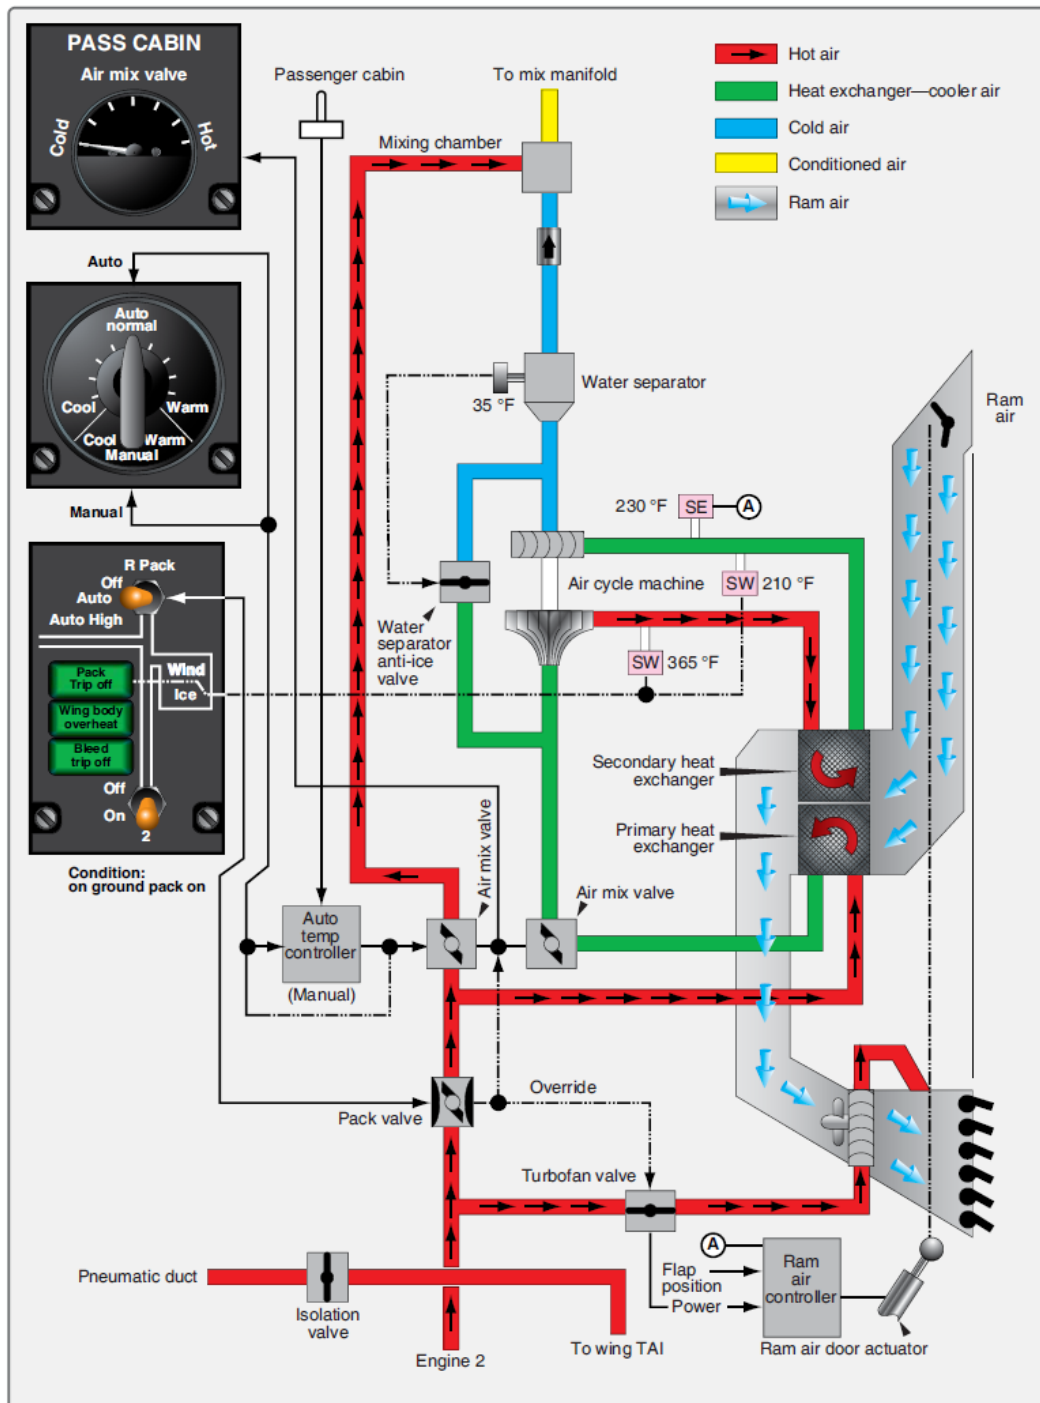 PASS CABIN
Air mix valve
Cold
Hot
Passenger cabin
To mix manifold
Mixing chamber
Hot air
Heat exchanger—cooler air
Cold air
Conditioned air
Ram air
Auto
Auto
normal
Cool
Warm
Cool
Warm
Manual
Manual
Water separator
35 °F
Ram
air
230 °F
SE
A
Air cycle machine
SW
210 °F
SW
365 °F
Water
separator
anti-ice
valve
R Pack
Off
Auto
Auto High
Pack
Trip off
Wind
Ice
Wing body
overheat
Bleed
trip off
Off
On
2
Condition:
on ground pack on
Secondary heat
exchanger
Primary heat
exchanger
Air mix valve
Air mix valve
Auto
temp
controller
(Manual)
Pack valve
Override
Turbofan valve
Pneumatic duct
Isolation
valve
Engine 2
To wing TAI
A
Flap
position
Power
Ram
air
controller
Ram air door actuator